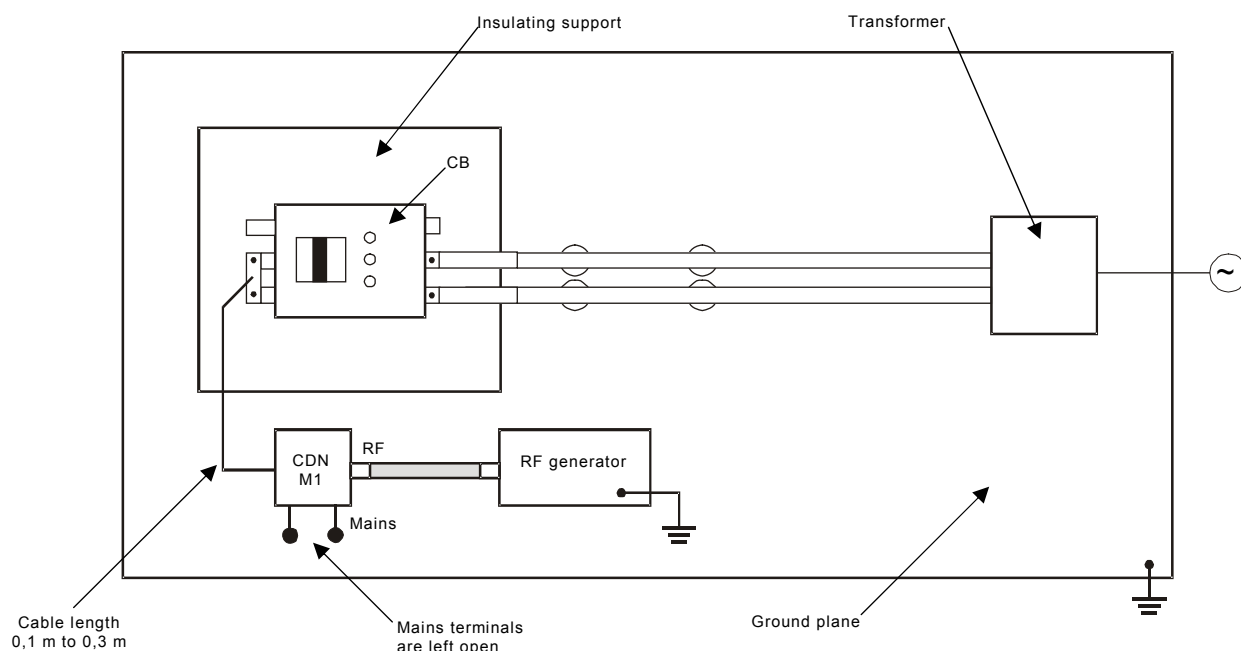 Insulating support
Transformer
CB
~
CDN
M1
RF
RF generator
Mains
Cable length
0,1 m to 0,3 m
Mains terminals
are left open
Ground plane